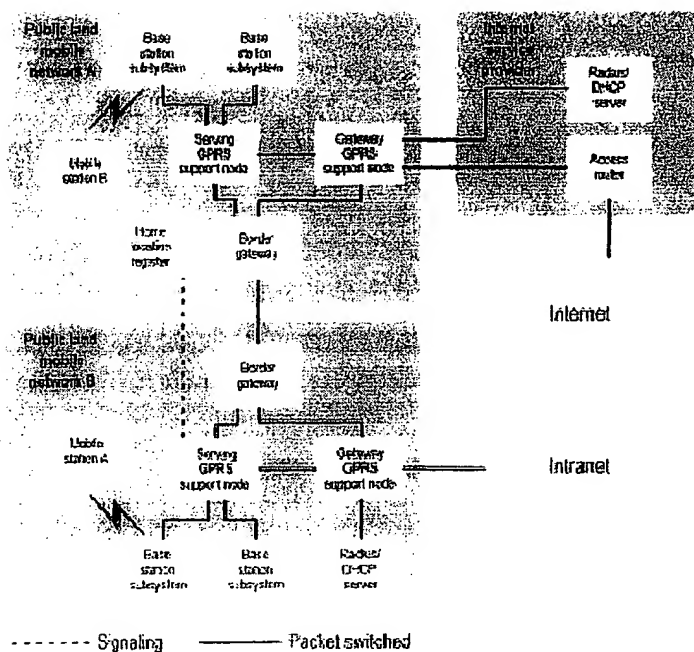 Public land
mobile
network A
Base
station
subsystem
Base
station
subsystem
Internet
service
provider
Radius/
DHCP
server
Mobile
station B
Serving
GPRS
support node
Gateway
GPRS
support node
Access
router
Home
location
register
Border
gateway
Internet
Public land
mobile
network B
Border
gateway
Mobile
station A
Serving
GPRS
support node
Gateway
GPRS
support node
Intranet
Base
station
subsystem
Base
station
subsystem
Radius/
DHCP
server
Signaling
Packet switched